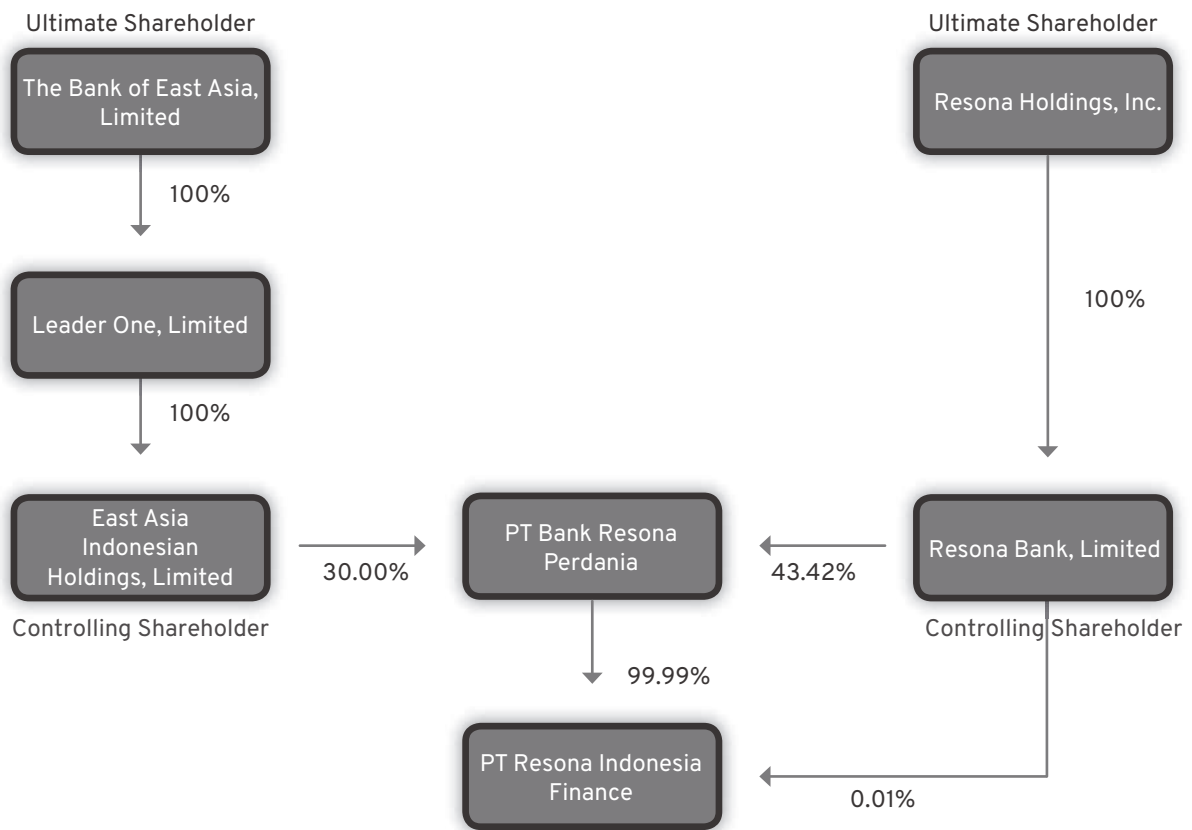 Ultimate Shareholder
The Bank of East Asia,
Limited
100%
Leader One, Limited
100%
East Asia
Indonesian
Holdings, Limited
Controlling Shareholder
30.00%
PT Bank Resona
Perdania
99.99%
PT Resona Indonesia
Finance
Ultimate Shareholder
Resona Holdings, Inc.
100%
Resona Bank, Limited
Controlling Shareholder
43.42%
0.01%